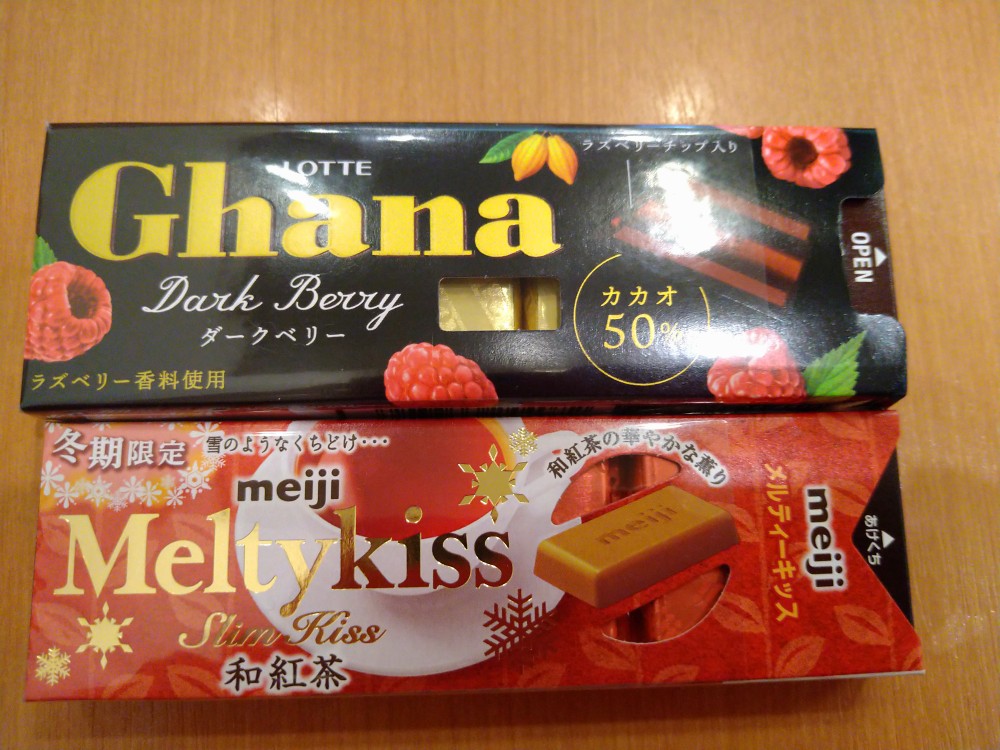 LOTTE
Ghana
Dark Berry
ダークベリー
ラズベリー香料使用
ラズベリーチップ入り
カカオ
50%
OPEN
冬期限定
雪のようなくちどけ・・・
meiji
Meltykiss
Slim Kiss
和紅茶
和紅茶の華やかな薫り
meiji
meiji
メルティーキッス
あけくち